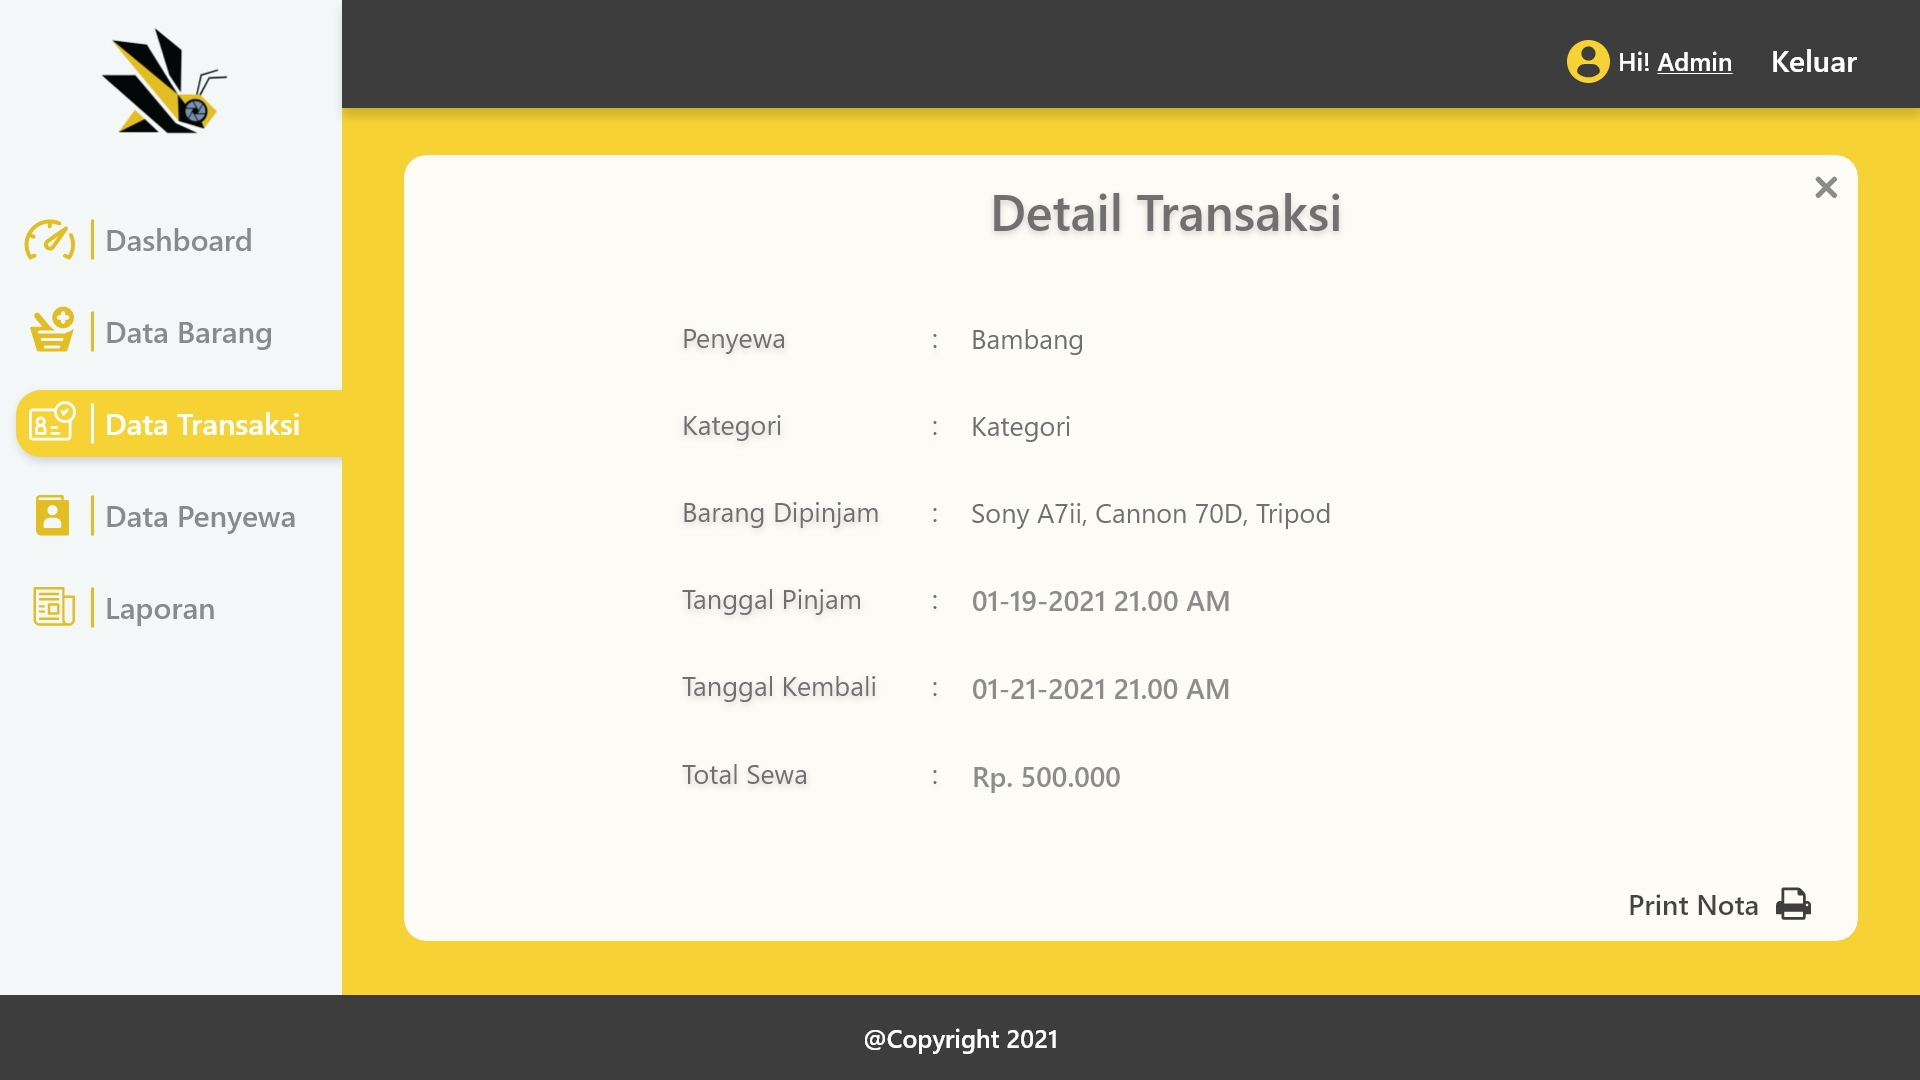 Hi! Admin Keluar
Dashboard
Data Barang
Data Transaksi
Data Penyewa
Laporan
Detail Transaksi
Penyewa : Bambang
Kategori : Kategori
Barang Dipinjam : Sony A7ii, Cannon 70D, Tripod
Tanggal Pinjam : 01-19-2021 21.00 AM
Tanggal Kembali : 01-21-2021 21.00 AM
Total Sewa : Rp. 500.000
Print Nota
@Copyright 2021